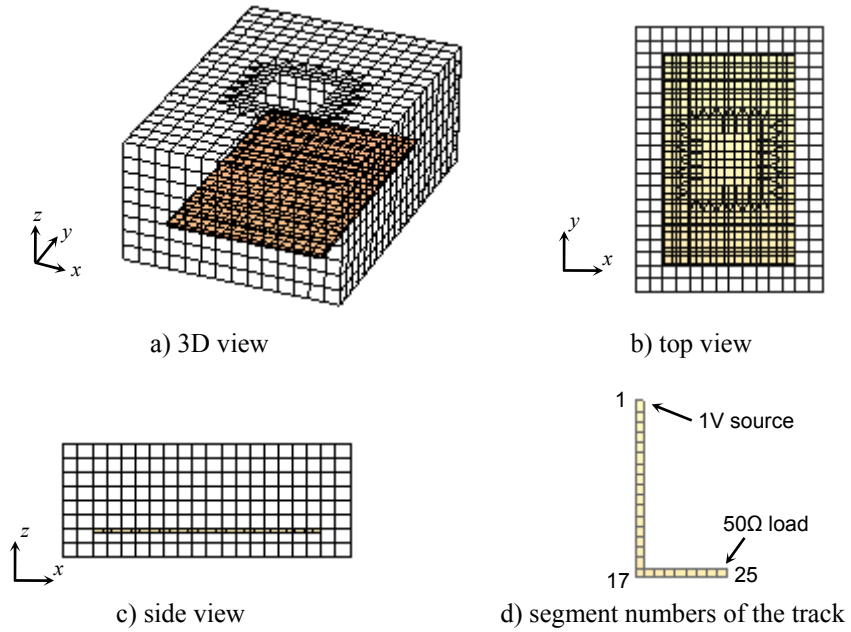 z
y
x
a) 3D view
y
x
b) top view
z
x
c) side view
1
1V source
50Ω load
17
25
d) segment numbers of the track